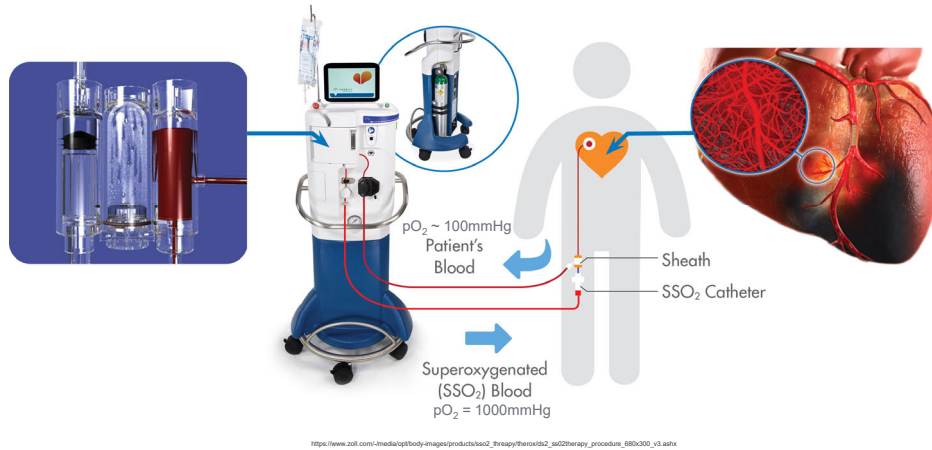 pO₂ ~ 100mmHg
Patient's
Blood
Sheath
SSO₂ Catheter
Superoxygenated
(SSO₂) Blood
pO₂ = 1000mmHg
https://www.zoll.com/-/media/opt/body-images/products/sso2_threapy/therox/ds2_ss02therapy_procedure_680x300_v3.ashx